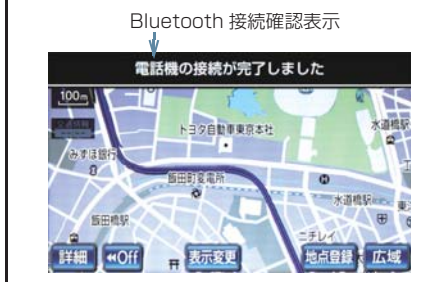 Bluetooth 接続確認表示
電話機の接続が完了しました
100m
トヨタ自動車東京本社
水道橋駅
みずほ銀行
飯田町変電所
水道橋駅
飯田橋駅
ニチレイ
詳細
◀◀Off
表示変更
地点登録
広域